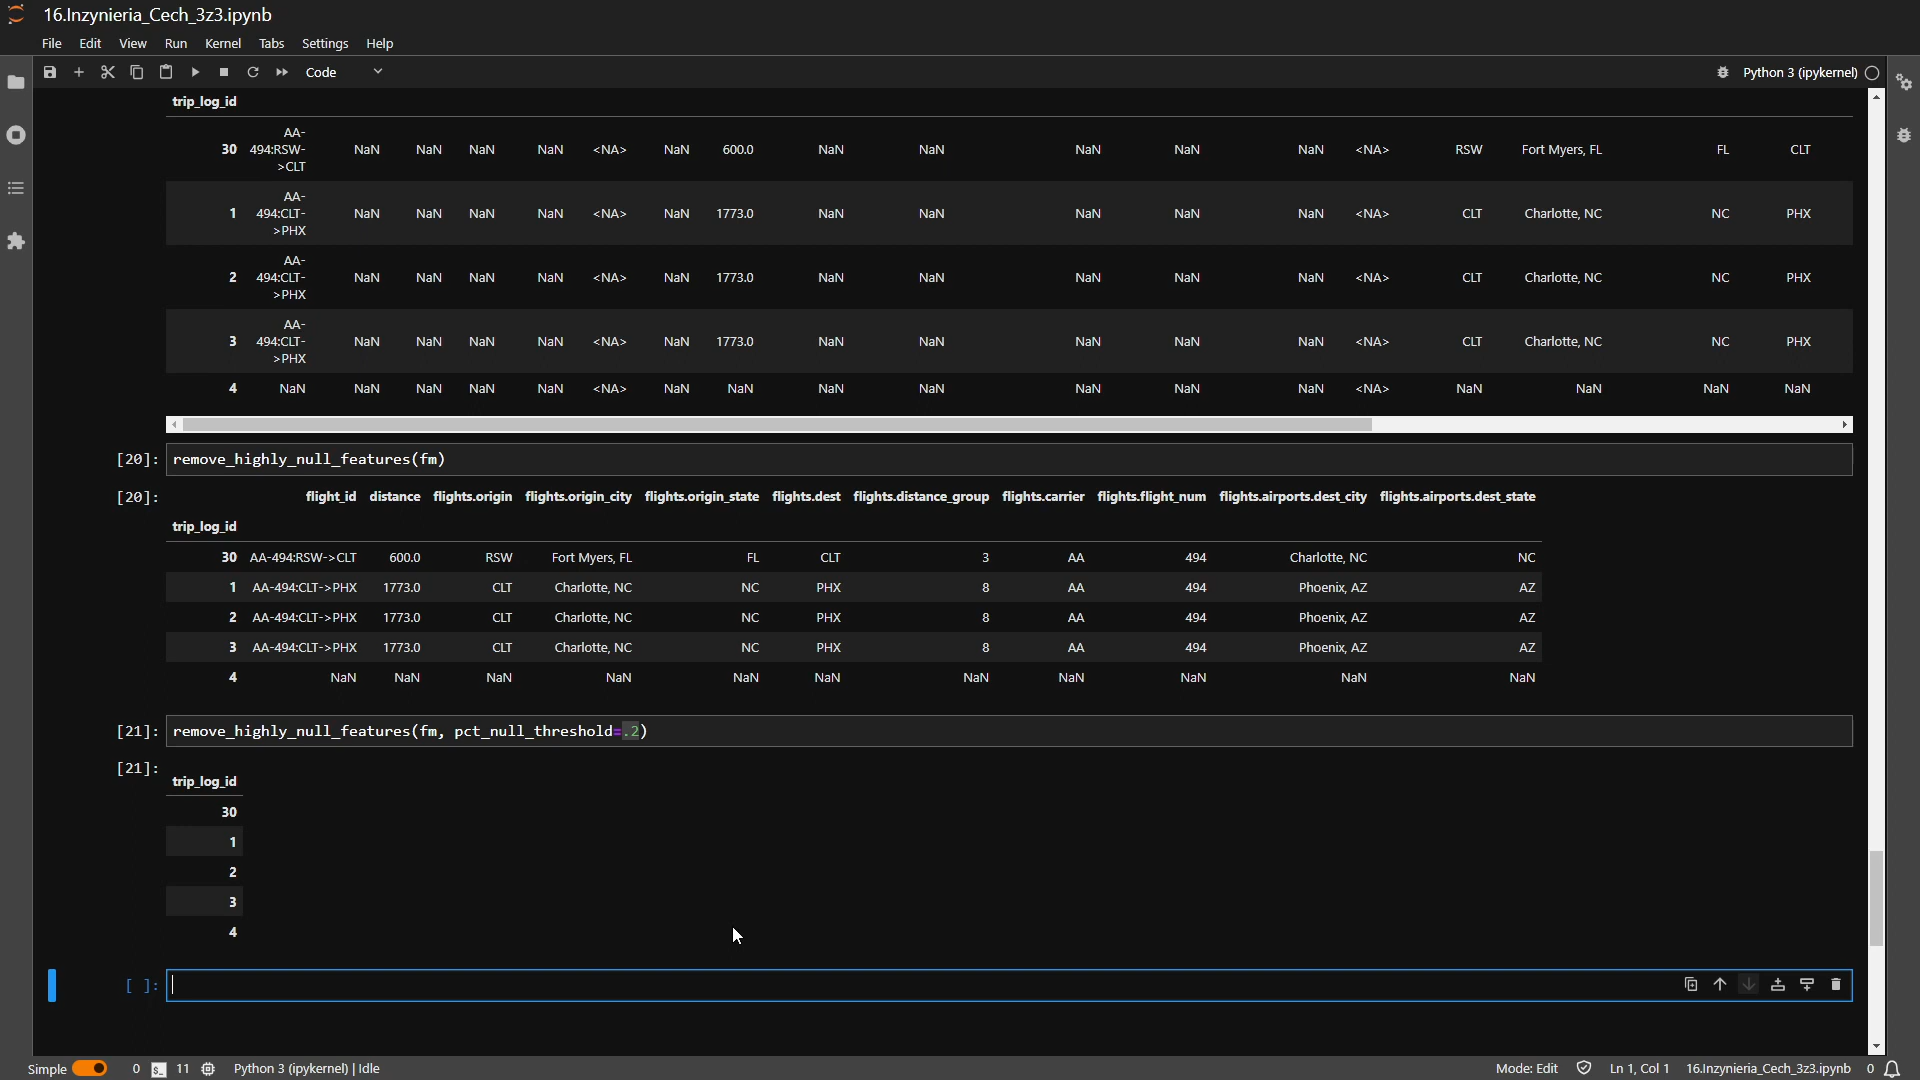 16.Inzynieria_Cech_3z3.ipynb
File Edit View Run Kernel Tabs Settings Help
Code Python 3 (ipykernel)
trip_log_id
30 AA-494:RSW->CLT NaN NaN NaN NaN <NA> NaN 600.0 NaN NaN NaN NaN NaN <NA> RSW Fort Myers, FL FL CLT
1 AA-494:CLT->PHX NaN NaN NaN NaN <NA> NaN 1773.0 NaN NaN NaN NaN NaN <NA> CLT Charlotte, NC NC PHX
2 AA-494:CLT->PHX NaN NaN NaN NaN <NA> NaN 1773.0 NaN NaN NaN NaN NaN <NA> CLT Charlotte, NC NC PHX
3 AA-494:CLT->PHX NaN NaN NaN NaN <NA> NaN 1773.0 NaN NaN NaN NaN NaN <NA> CLT Charlotte, NC NC PHX
4 NaN NaN NaN NaN NaN <NA> NaN NaN NaN NaN NaN NaN NaN <NA> NaN NaN NaN NaN
[20]: remove_highly_null_features(fm)
[20]: flight_id distance flights.origin flights.origin_city flights.origin_state flights.dest flights.distance_group flights.carrier flights.flight_num flights.airports.dest_city flights.airports.dest_state
trip_log_id
30 AA-494:RSW->CLT 600.0 RSW Fort Myers, FL FL CLT 3 AA 494 Charlotte, NC NC
1 AA-494:CLT->PHX 1773.0 CLT Charlotte, NC NC PHX 8 AA 494 Phoenix, AZ AZ
2 AA-494:CLT->PHX 1773.0 CLT Charlotte, NC NC PHX 8 AA 494 Phoenix, AZ AZ
3 AA-494:CLT->PHX 1773.0 CLT Charlotte, NC NC PHX 8 AA 494 Phoenix, AZ AZ
4 NaN NaN NaN NaN NaN NaN NaN NaN NaN NaN NaN
[21]: remove_highly_null_features(fm, pct_null_threshold=.2)
[21]:
trip_log_id
30
1
2
3
4
[ ]:
Simple 0 11 Python 3 (ipykernel) | Idle Mode: Edit Ln 1, Col 1 16.Inzynieria_Cech_3z3.ipynb 0